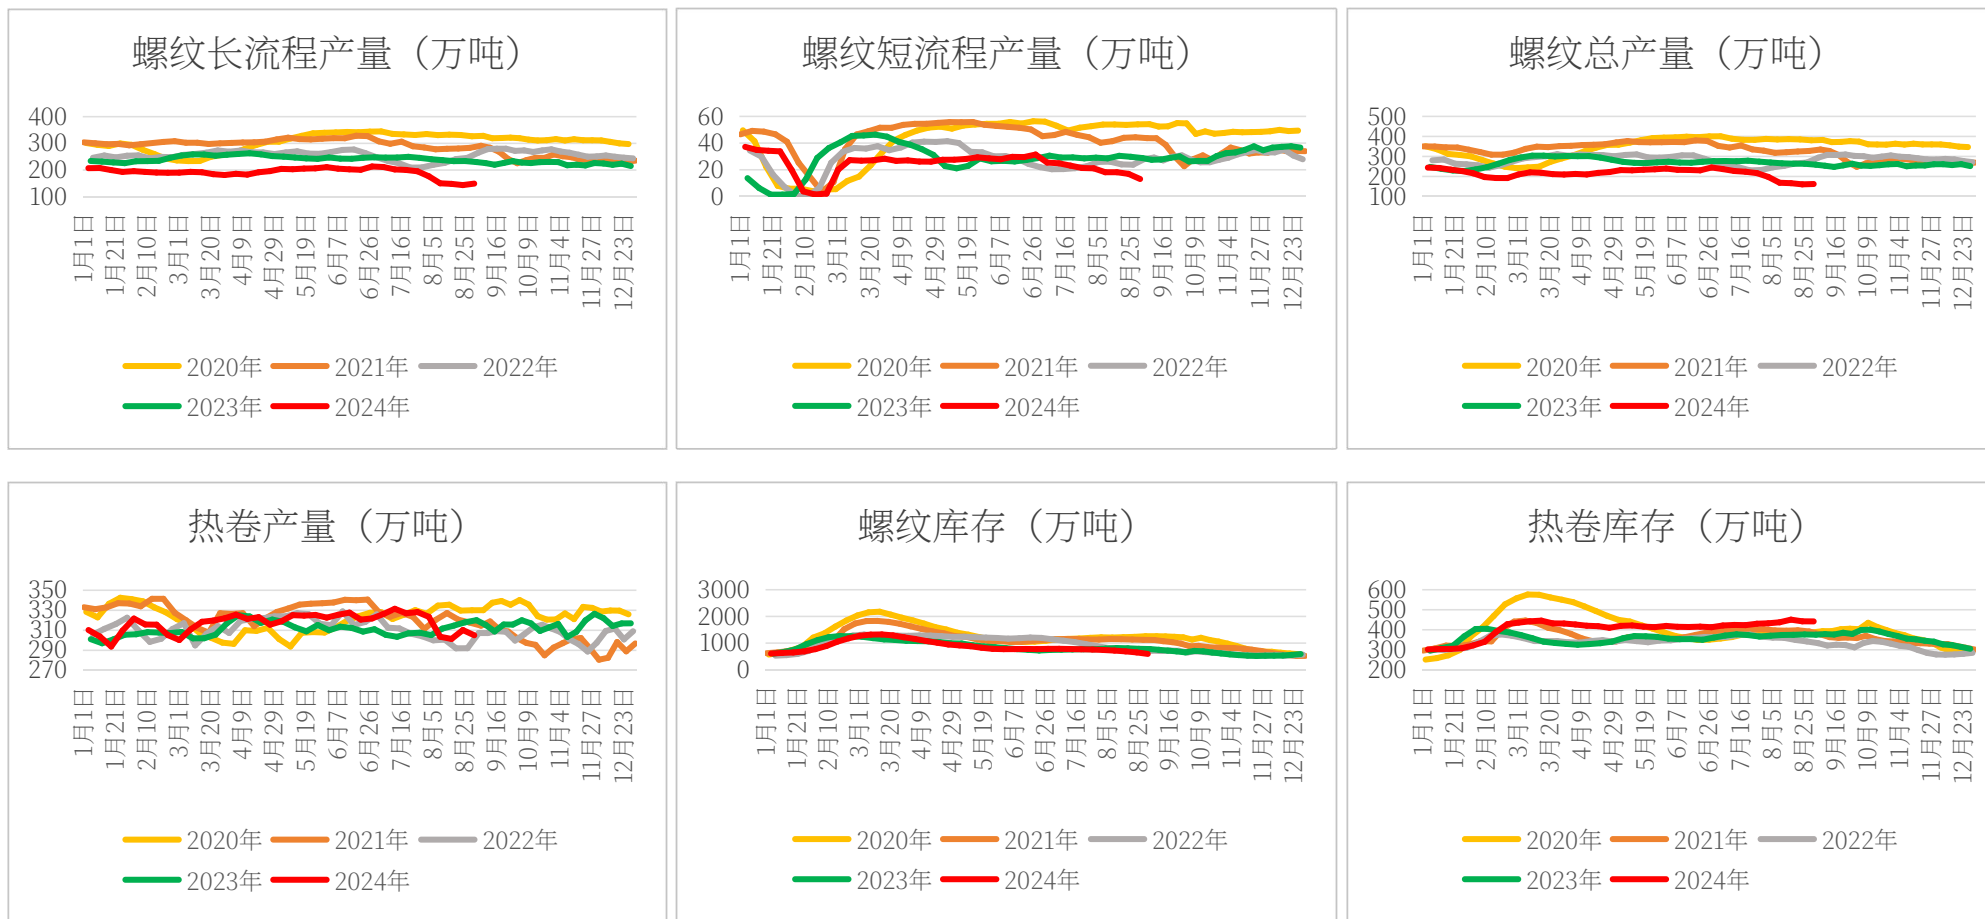 螺纹长流程产量（万吨）
400
300
200
100
1月1日
1月21日
2月10日
3月1日
3月20日
4月9日
4月29日
5月19日
6月7日
6月26日
7月16日
8月5日
8月25日
9月16日
10月9日
11月4日
11月27日
12月23日
2020年 2021年 2022年
2023年 2024年
螺纹短流程产量（万吨）
60
40
20
0
1月1日
1月21日
2月10日
3月1日
3月20日
4月9日
4月29日
5月19日
6月7日
6月26日
7月16日
8月5日
8月25日
9月16日
10月9日
11月4日
11月27日
12月23日
2020年 2021年 2022年
2023年 2024年
螺纹总产量（万吨）
500
400
300
200
100
1月1日
1月21日
2月10日
3月1日
3月20日
4月9日
4月29日
5月19日
6月7日
6月26日
7月16日
8月5日
8月25日
9月16日
10月9日
11月4日
11月27日
12月23日
2020年 2021年 2022年
2023年 2024年
热卷产量（万吨）
350
330
310
290
270
1月1日
1月21日
2月10日
3月1日
3月20日
4月9日
4月29日
5月19日
6月7日
6月26日
7月16日
8月5日
8月25日
9月16日
10月9日
11月4日
11月27日
12月23日
2020年 2021年 2022年
2023年 2024年
螺纹库存（万吨）
3000
2000
1000
0
1月1日
1月21日
2月10日
3月1日
3月20日
4月9日
4月29日
5月19日
6月7日
6月26日
7月16日
8月5日
8月25日
9月16日
10月9日
11月4日
11月27日
12月23日
2020年 2021年 2022年
2023年 2024年
热卷库存（万吨）
600
500
400
300
200
1月1日
1月21日
2月10日
3月1日
3月20日
4月9日
4月29日
5月19日
6月7日
6月26日
7月16日
8月5日
8月25日
9月16日
10月9日
11月4日
11月27日
12月23日
2020年 2021年 2022年
2023年 2024年